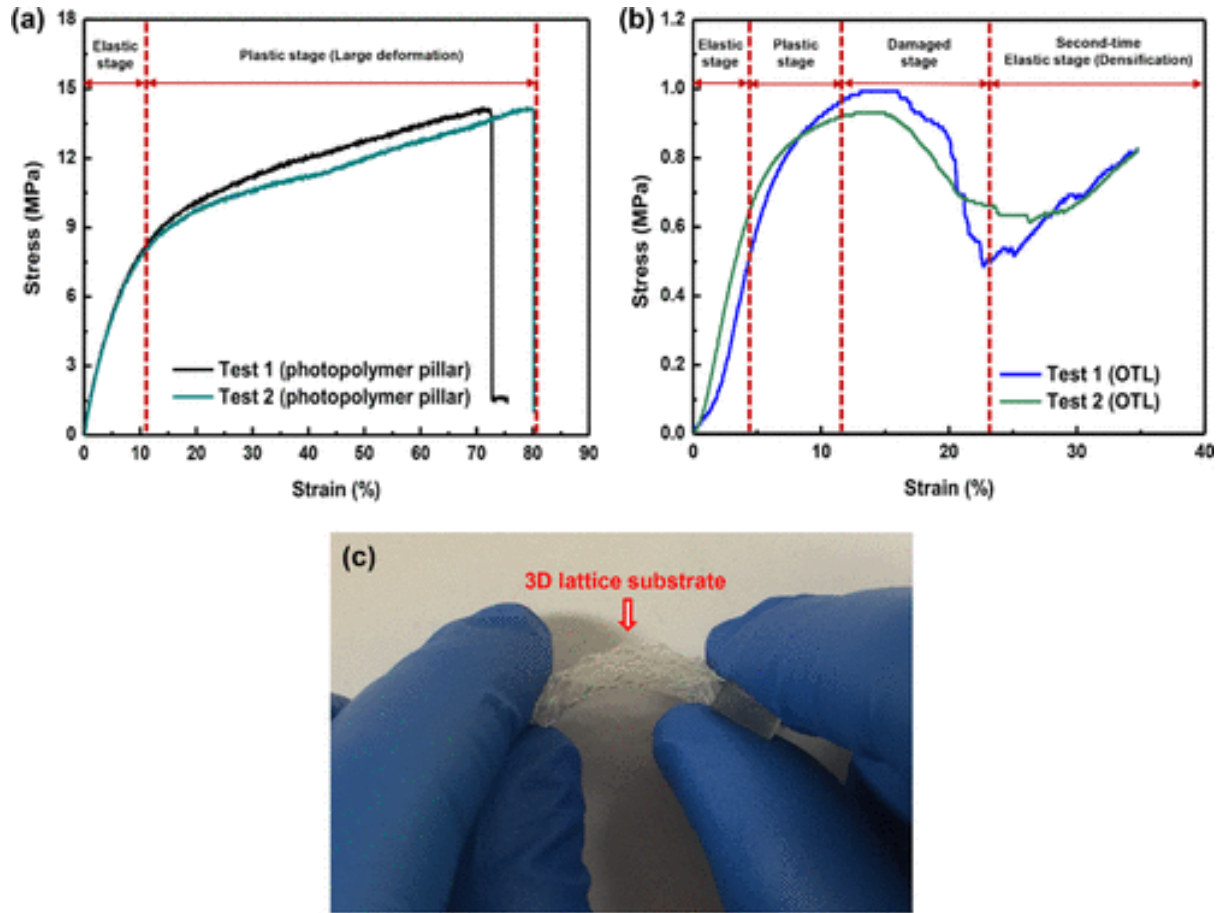 (a)
18
15
12
9
6
3
0
Stress (MPa)
Elastic
stage
Plastic stage (Large deformation)
Test 1 (photopolymer pillar)
Test 2 (photopolymer pillar)
0 10 20 30 40 50 60 70 80 90
Strain (%)
(b)
1.2
1.0
0.8
0.6
0.4
0.2
0.0
Stress (MPa)
Elastic
stage
Plastic
stage
Damaged
stage
Second-time
Elastic stage (Densification)
Test 1 (OTL)
Test 2 (OTL)
0 10 20 30 40
Strain (%)
(c)
3D lattice substrate